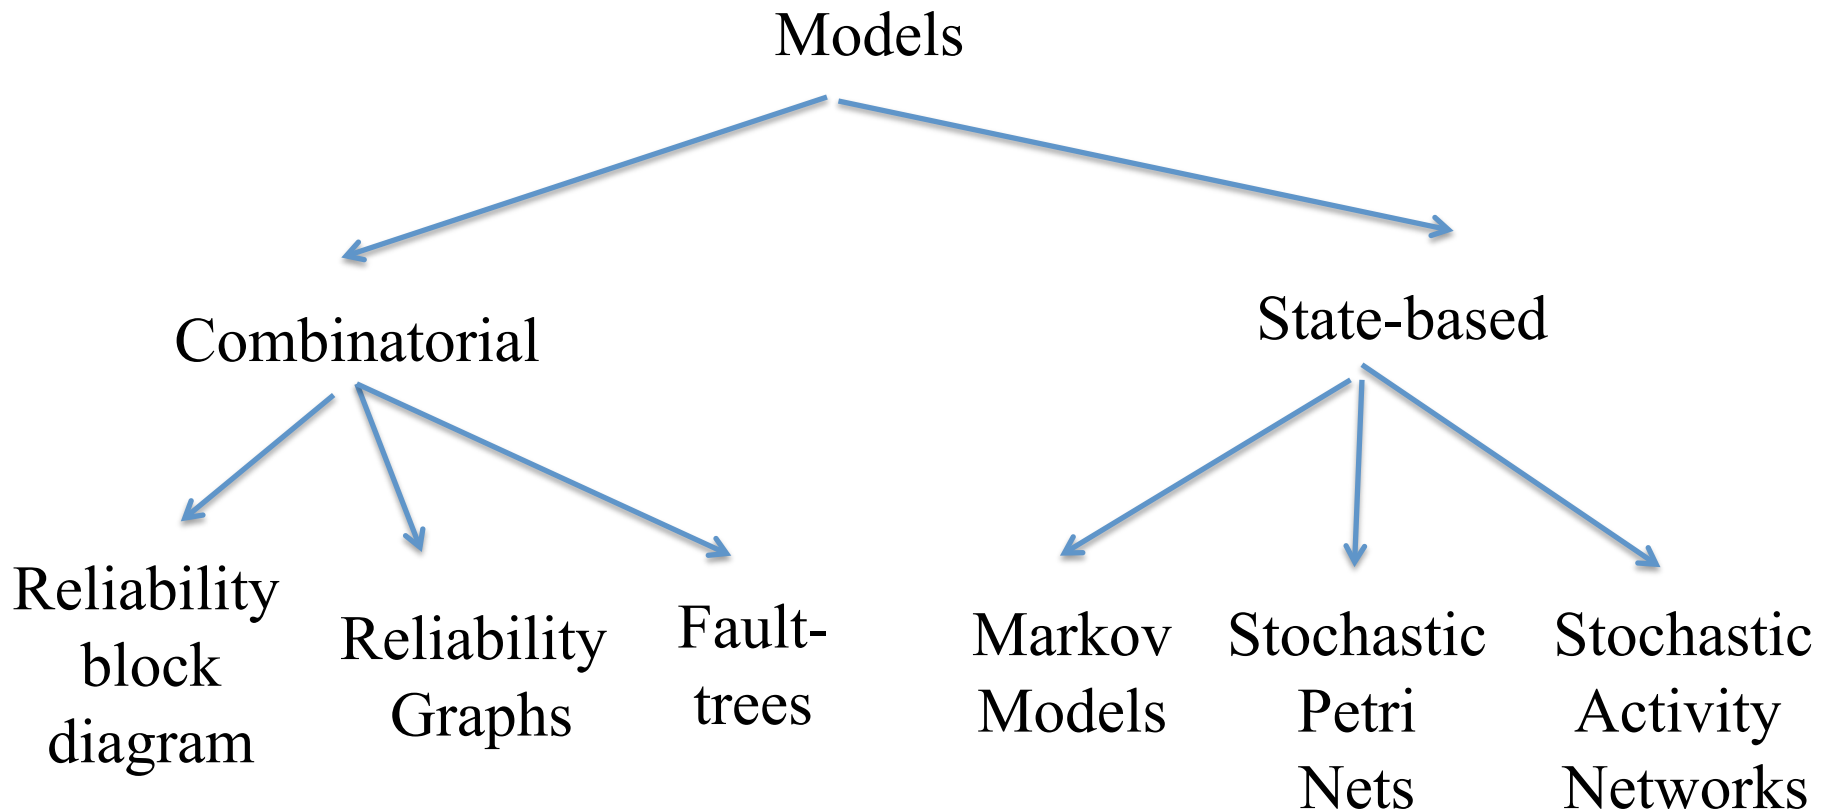 Models
Combinatorial
State-based
Reliability
block
diagram
Reliability
Graphs
Fault-
trees
Markov
Models
Stochastic
Petri
Nets
Stochastic
Activity
Networks